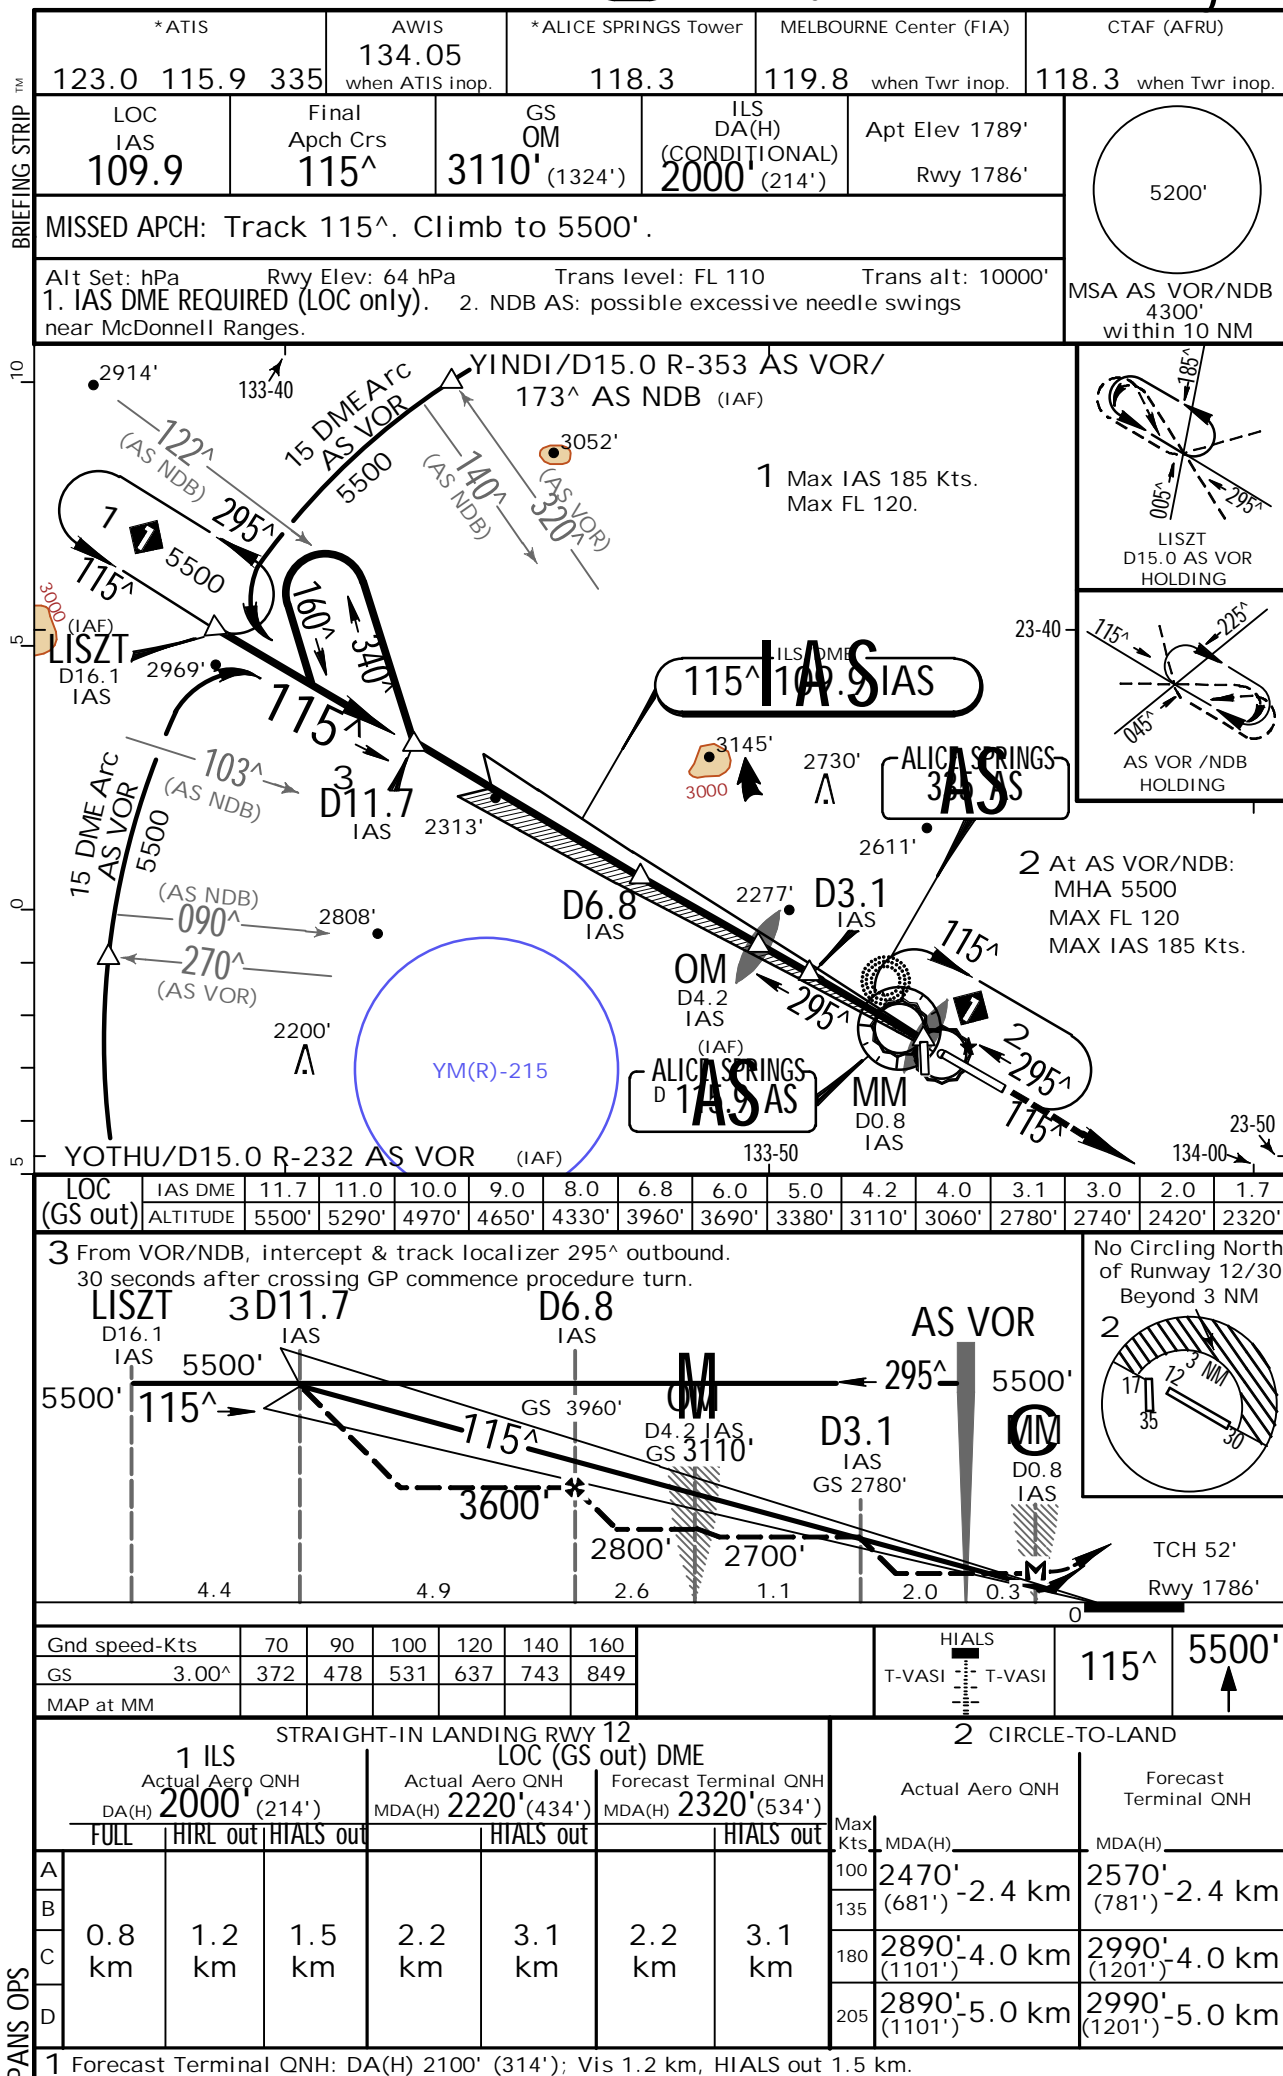 *ATIS
123.0 115.9 335
AWIS
134.05
when ATIS inop.
*ALICE SPRINGS Tower
118.3
MELBOURNE Center (FIA)
119.8 when Twr inop.
CTAF (AFRU)
118.3 when Twr inop.
BRIEFING STRIP TM
LOC
IAS
109.9
Final
Apch Crs
115^
GS
OM
3110' (1324')
ILS
DA(H)
(CONDITIONAL)
2000' (214')
Apt Elev 1789'
Rwy 1786'
5200'
MSA AS VOR/NDB
4300'
within 10 NM
MISSED APCH: Track 115^. Climb to 5500'.
Alt Set: hPa Rwy Elev: 64 hPa Trans level: FL 110 Trans alt: 10000'
1. IAS DME REQUIRED (LOC only). 2. NDB AS: possible excessive needle swings
near McDonnell Ranges.
10
5
0
5
2914'
133-40
15 DME Arc
AS VOR
5500
YINDI/D15.0 R-353 AS VOR/
173^ AS NDB (IAF)
122^
(AS NDB)
140^
(AS NDB)
320^
(AS VOR)
3052'
1 Max IAS 185 Kts.
Max FL 120.
185^
005^
295^
LISZT
D15.0 AS VOR
HOLDING
1
1
5500
295^
115^
160^
340^
3000
(IAF)
LISZT
D16.1
IAS
2969'
115^
23-40
115^
225^
045^
AS VOR /NDB
HOLDING
ILS DME
115^ 109.9 IAS
IAS
3145'
3000
2730'
ALICE SPRINGS
335 AS
AS
2611'
103^
(AS NDB)
15 DME Arc
AS VOR
5500
3
D11.7
IAS
2313'
2 At AS VOR/NDB:
MHA 5500
MAX FL 120
MAX IAS 185 Kts.
(AS NDB)
090^
270^
(AS VOR)
2808'
D6.8
IAS
2277'
D3.1
IAS
OM
D4.2
IAS
295^
115^
1
2
295^
115^
2200'
YM(R)-215
(IAF)
ALICE SPRINGS
D 115.9 AS
AS
MM
D0.8
IAS
YOTHU/D15.0 R-232 AS VOR (IAF)
133-50
134-00
23-50
LOC
(GS out)
IAS DME 11.7 11.0 10.0 9.0 8.0 6.8 6.0 5.0 4.2 4.0 3.1 3.0 2.0 1.7
ALTITUDE 5500' 5290' 4970' 4650' 4330' 3960' 3690' 3380' 3110' 3060' 2780' 2740' 2420' 2320'
3 From VOR/NDB, intercept & track localizer 295^ outbound.
30 seconds after crossing GP commence procedure turn.
No Circling North
of Runway 12/30
Beyond 3 NM
2
3 NM
17
35
12
30
LISZT
D16.1
IAS
3 D11.7
IAS
D6.8
IAS
AS VOR
5500'
5500'
115^
295^
5500'
GS 3960'
115^
M
OM
D4.2 IAS
GS 3110'
D3.1
IAS
GS 2780'
C
MM
D0.8
IAS
3600'
2800'
2700'
M
TCH 52'
Rwy 1786'
4.4 4.9 2.6 1.1 2.0 0.3 0
Gnd speed-Kts 70 90 100 120 140 160
GS 3.00^ 372 478 531 637 743 849
MAP at MM
HIALS
T-VASI T-VASI
115^
5500'
STRAIGHT-IN LANDING RWY 12
1 ILS
Actual Aero QNH
DA(H) 2000' (214')
FULL HIRL out HIALS out
LOC (GS out) DME
Actual Aero QNH
MDA(H) 2220' (434')
HIALS out
Forecast Terminal QNH
MDA(H) 2320' (534')
HIALS out
2 CIRCLE-TO-LAND
Actual Aero QNH
Forecast
Terminal QNH
Max
Kts
MDA(H)
MDA(H)
A
B
C
D
0.8
km
1.2
km
1.5
km
2.2
km
3.1
km
2.2
km
3.1
km
100
135
2470'
(681') -2.4 km
2570'
(781') -2.4 km
180
2890'
(1101') -4.0 km
2990'
(1201') -4.0 km
205
2890'
(1101') -5.0 km
2990'
(1201') -5.0 km
PANS OPS
1 Forecast Terminal QNH: DA(H) 2100' (314'); Vis 1.2 km, HIALS out 1.5 km.